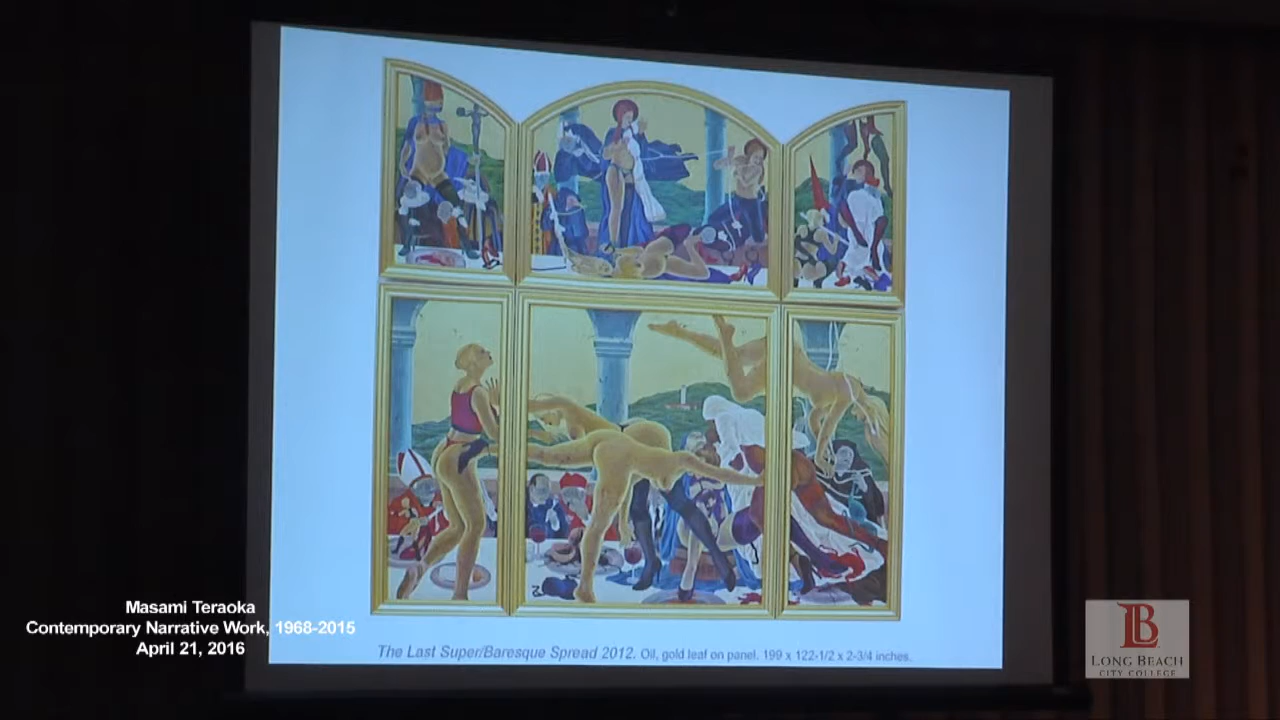 Masami Teraoka
Contemporary Narrative Work, 1968-2015
April 21, 2016
The Last Super/Baresque Spread 2012. Oil, gold leaf on panel. 199 x 122-1/2 x 2-3/4 inches.
LB
LONG BEACH
CITY COLLEGE